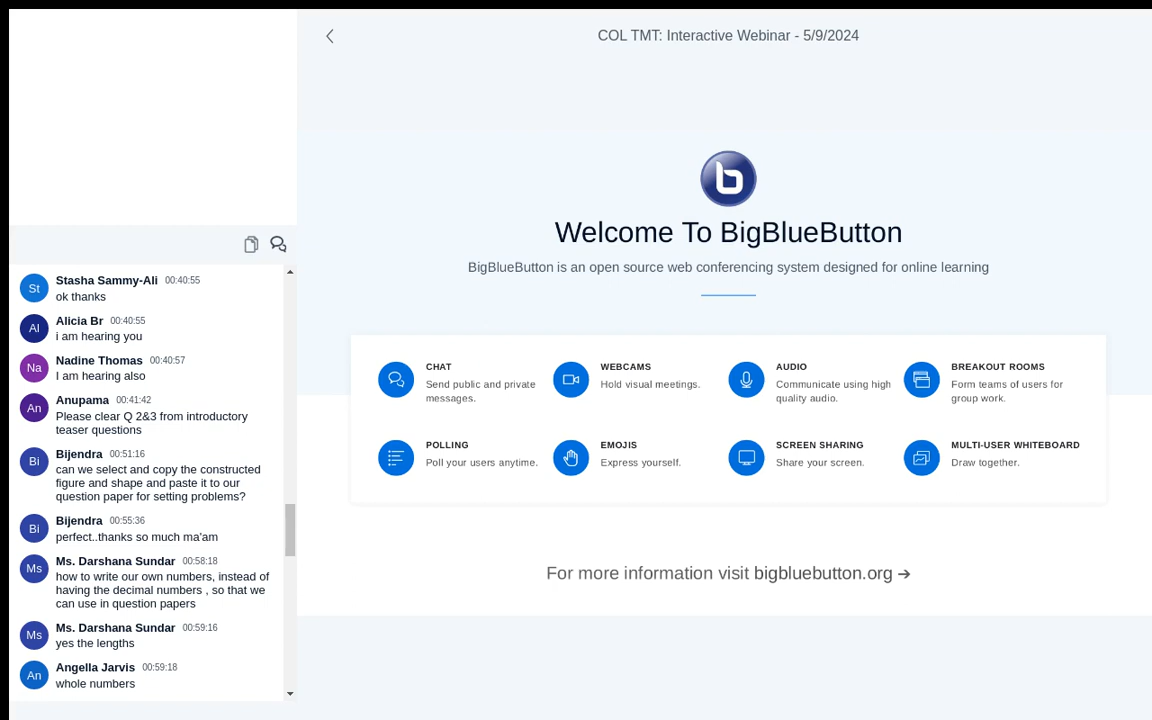 COL TMT: Interactive Webinar - 5/9/2024
St
Stasha Sammy-Ali 00:40:55
ok thanks
Al
Alicia Br 00:40:55
i am hearing you
Na
Nadine Thomas 00:40:57
I am hearing also
An
Anupama 00:41:42
Please clear Q 2&3 from introductory
teaser questions
Bi
Bijendra 00:51:16
can we select and copy the constructed
figure and shape and paste it to our
question paper for setting problems?
Bi
Bijendra 00:55:36
perfect..thanks so much ma'am
Ms
Ms. Darshana Sundar 00:58:18
how to write our own numbers, instead of
having the decimal numbers , so that we
can use in question papers
Ms
Ms. Darshana Sundar 00:59:16
yes the lengths
An
Angella Jarvis 00:59:18
whole numbers
b
Welcome To BigBlueButton
BigBlueButton is an open source web conferencing system designed for online learning
CHAT
Send public and private
messages.
WEBCAMS
Hold visual meetings.
AUDIO
Communicate using high
quality audio.
BREAKOUT ROOMS
Form teams of users for
group work.
POLLING
Poll your users anytime.
EMOJIS
Express yourself.
SCREEN SHARING
Share your screen.
MULTI-USER WHITEBOARD
Draw together.
For more information visit bigbluebutton.org →